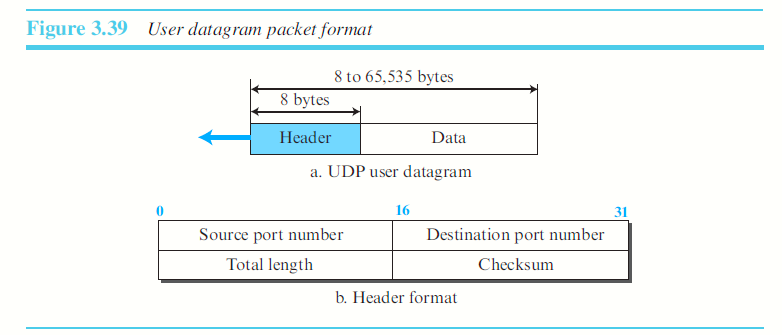 Figure 3.39 User datagram packet format
8 to 65,535 bytes
8 bytes
Header Data
a. UDP user datagram
0 16 31
Source port number Destination port number
Total length Checksum
b. Header format